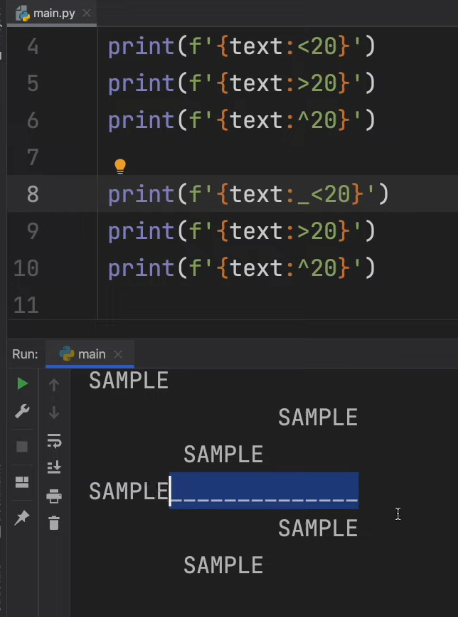 main.py
4 print(f'{text:<20}')
5 print(f'{text:>20}')
6 print(f'{text:^20}')
7
8 print(f'{text:_<20}')
9 print(f'{text:>20}')
10 print(f'{text:^20}')
11
Run: main
SAMPLE
SAMPLE
SAMPLE
SAMPLE______________
SAMPLE
SAMPLE